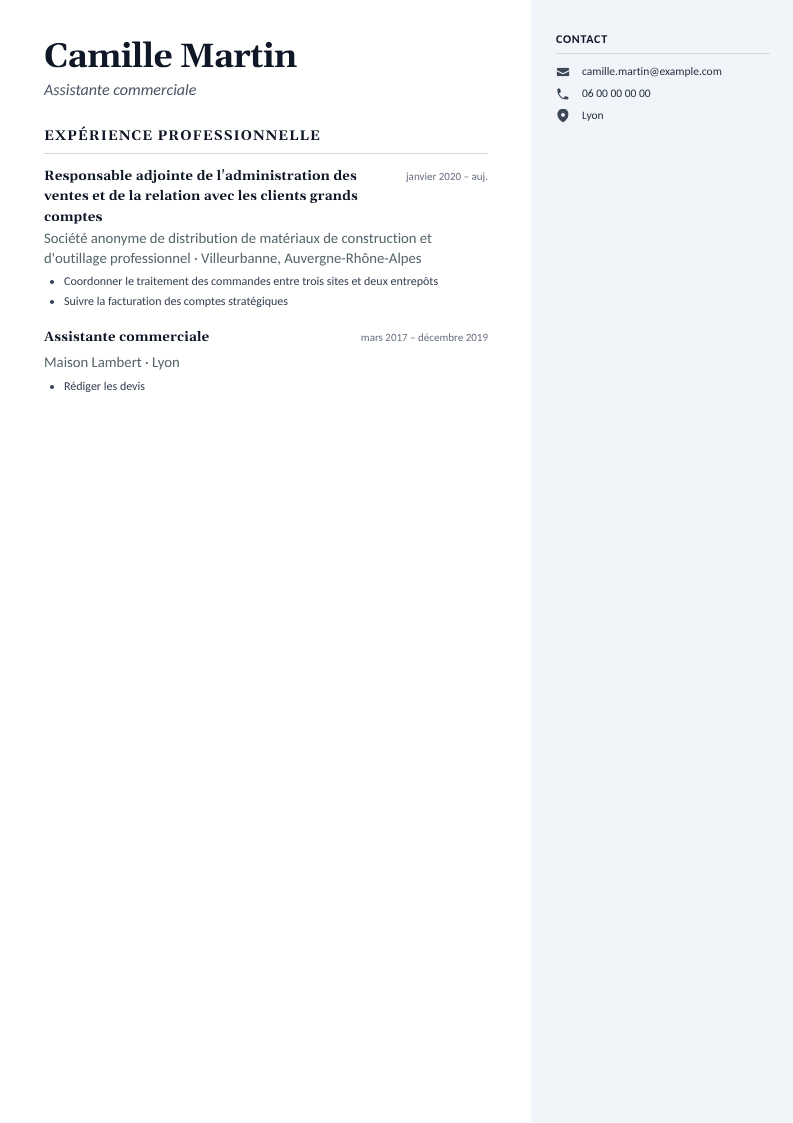 Camille Martin
Assistante commerciale
EXPÉRIENCE PROFESSIONNELLE
Responsable adjointe de l'administration des
ventes et de la relation avec les clients grands
comptes
janvier 2020 – auj.
Société anonyme de distribution de matériaux de construction et
d'outillage professionnel · Villeurbanne, Auvergne-Rhône-Alpes
• Coordonner le traitement des commandes entre trois sites et deux entrepôts
• Suivre la facturation des comptes stratégiques
Assistante commerciale
mars 2017 – décembre 2019
Maison Lambert · Lyon
• Rédiger les devis
CONTACT
camille.martin@example.com
06 00 00 00 00
Lyon